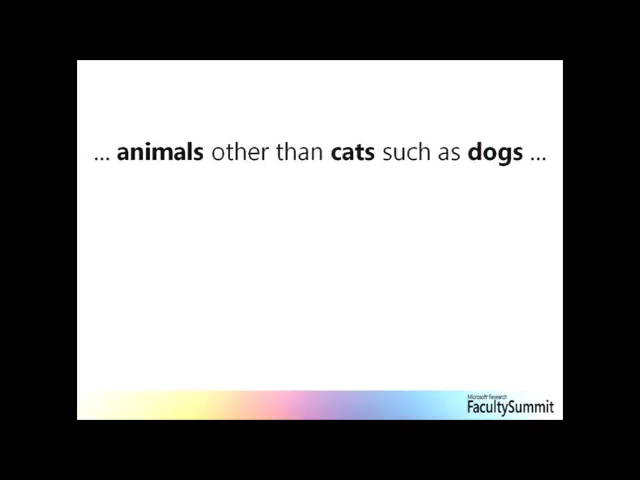 ... animals other than cats such as dogs ...
Microsoft Research
FacultySummit